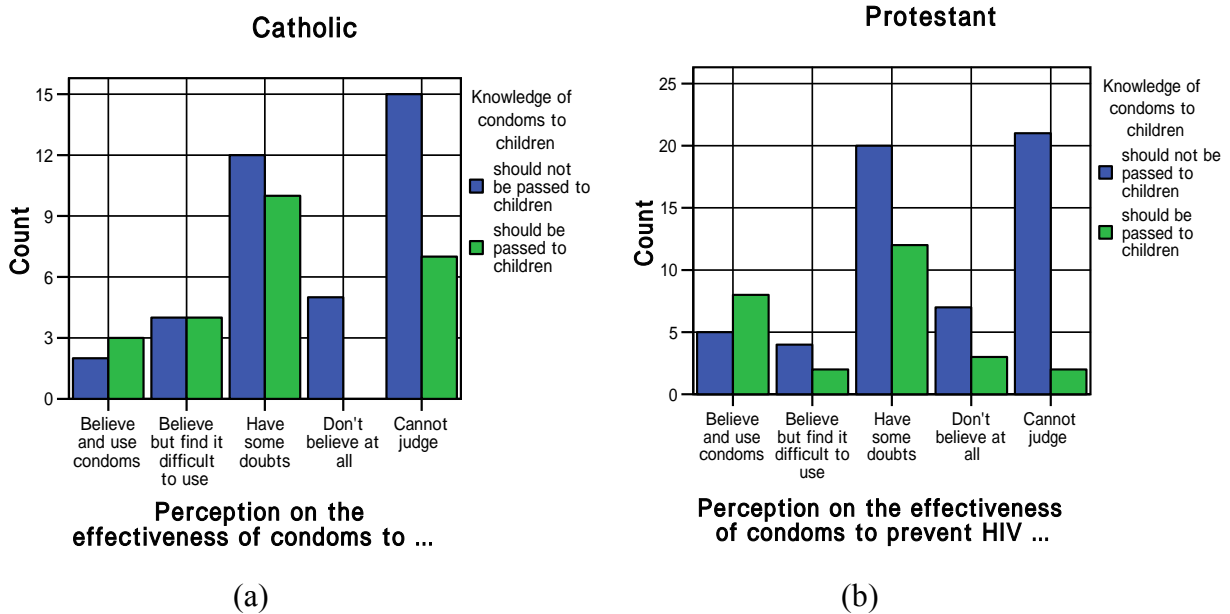 Catholic
15
12
9
6
3
0
Count
Believe
and use
condoms
Believe
but find it
difficult
to use
Have
some
doubts
Don't
believe at
all
Cannot
judge
Perception on the
effectiveness of condoms to ...
Knowledge of
condoms to
children
should not
be passed to
children
should be
passed to
children
(a)
Protestant
25
20
15
10
5
0
Count
Believe
and use
condoms
Believe
but find it
difficult to
use
Have
some
doubts
Don't
believe at
all
Cannot
judge
Perception on the effectiveness
of condoms to prevent HIV ...
Knowledge of
condoms to
children
should not be
passed to
children
should be
passed to
children
(b)